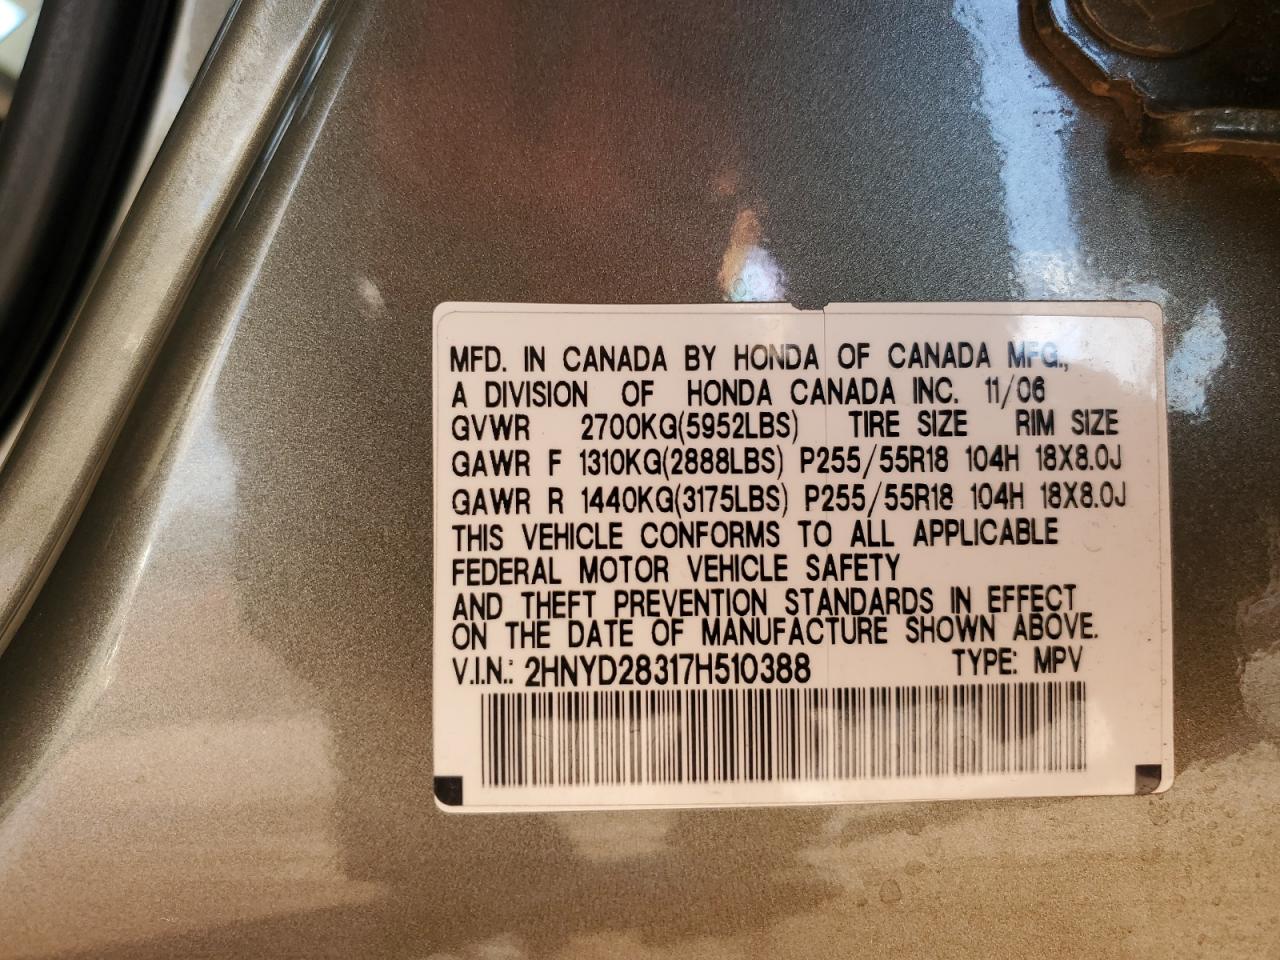 MFD. IN CANADA BY HONDA OF CANADA MFG.,
A DIVISION OF HONDA CANADA INC. 11/06
GVWR 2700KG(5952LBS) TIRE SIZE RIM SIZE
GAWR F 1310KG(2888LBS) P255/55R18 104H 18X8.0J
GAWR R 1440KG(3175LBS) P255/55R18 104H 18X8.0J
THIS VEHICLE CONFORMS TO ALL APPLICABLE
FEDERAL MOTOR VEHICLE SAFETY
AND THEFT PREVENTION STANDARDS IN EFFECT
ON THE DATE OF MANUFACTURE SHOWN ABOVE.
V.I.N.: 2HNYD28317H510388 TYPE: MPV